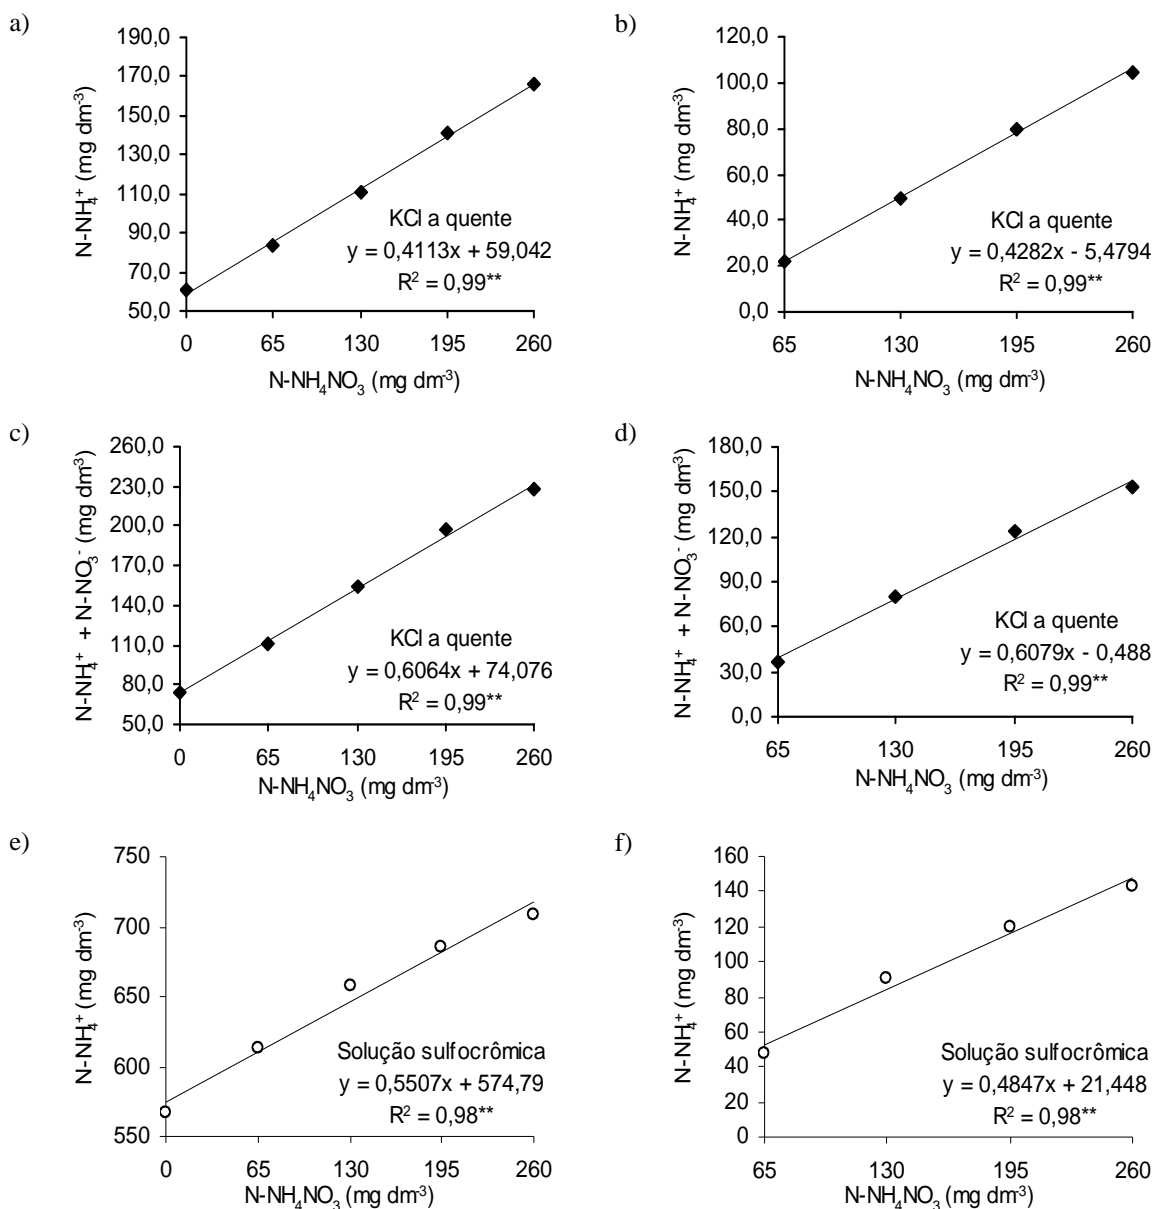 a)
190,0
170,0
150,0
130,0
110,0
90,0
70,0
50,0
N-NH₄⁺ (mg dm⁻³)
KCl a quente
y = 0,4113x + 59,042
R² = 0,99**
0 65 130 195 260
N-NH₄NO₃ (mg dm⁻³)
b)
120,0
100,0
80,0
60,0
40,0
20,0
0,0
N-NH₄⁺ (mg dm⁻³)
KCl a quente
y = 0,4282x - 5,4794
R² = 0,99**
65 130 195 260
N-NH₄NO₃ (mg dm⁻³)
c)
260,0
230,0
200,0
170,0
140,0
110,0
80,0
50,0
N-NH₄⁺ + N-NO₃⁻ (mg dm⁻³)
KCl a quente
y = 0,6064x + 74,076
R² = 0,99**
0 65 130 195 260
N-NH₄NO₃ (mg dm⁻³)
d)
180,0
150,0
120,0
90,0
60,0
30,0
0,0
N-NH₄⁺ + N-NO₃⁻ (mg dm⁻³)
KCl a quente
y = 0,6079x - 0,488
R² = 0,99**
65 130 195 260
N-NH₄NO₃ (mg dm⁻³)
e)
750
700
650
600
550
N-NH₄⁺ (mg dm⁻³)
Solução sulfocrômica
y = 0,5507x + 574,79
R² = 0,98**
0 65 130 195 260
N-NH₄NO₃ (mg dm⁻³)
f)
160
140
120
100
80
60
40
20
0
N-NH₄⁺ (mg dm⁻³)
Solução sulfocrômica
y = 0,4847x + 21,448
R² = 0,98**
65 130 195 260
N-NH₄NO₃ (mg dm⁻³)